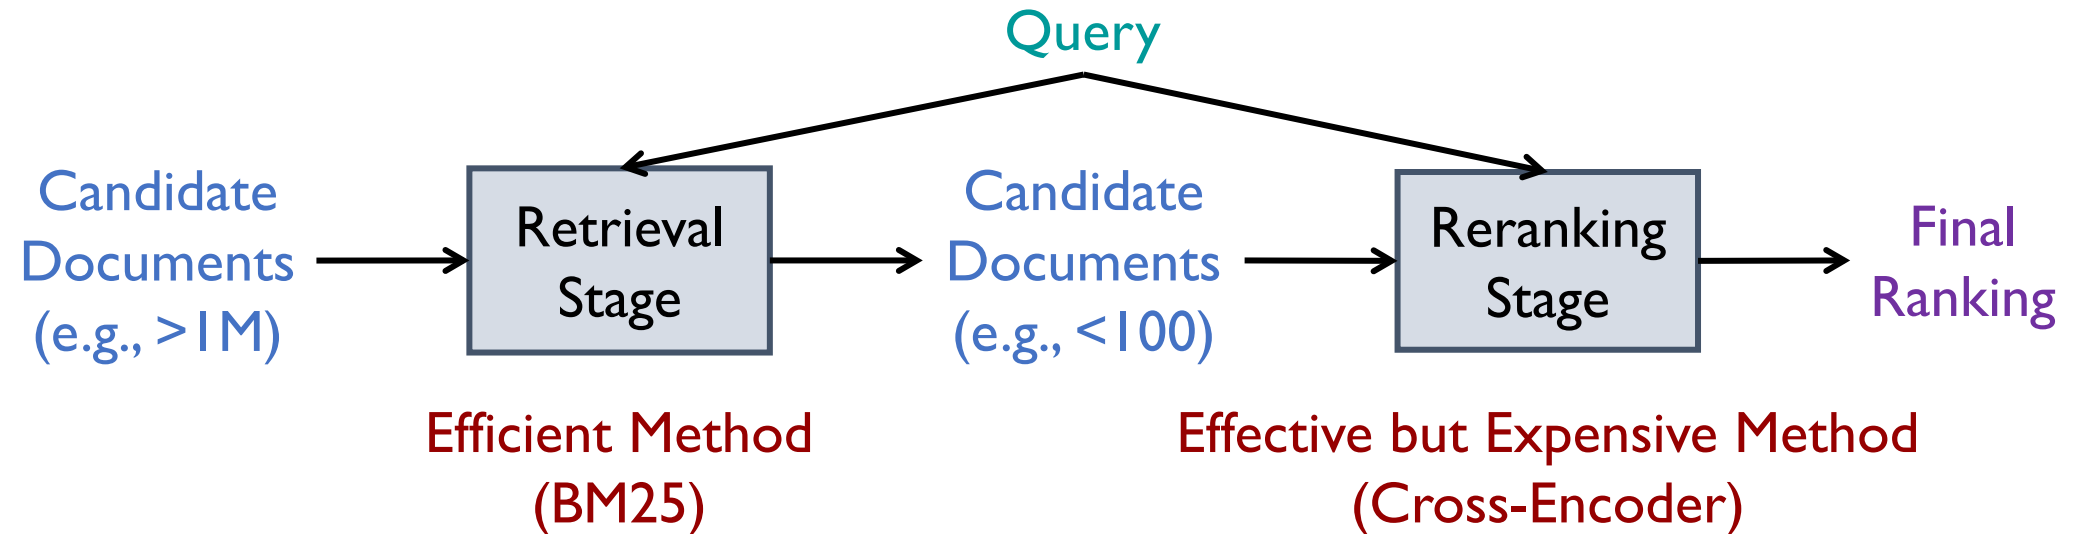 Query
Candidate
Documents
(e.g., >1M)
Retrieval
Stage
Candidate
Documents
(e.g., <100)
Reranking
Stage
Final
Ranking
Efficient Method
(BM25)
Effective but Expensive Method
(Cross-Encoder)